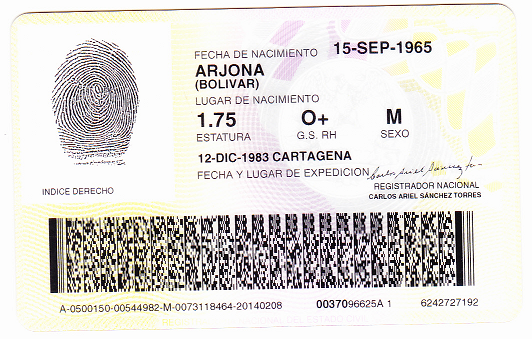 FECHA DE NACIMIENTO 15-SEP-1965
ARJONA
(BOLIVAR)
LUGAR DE NACIMIENTO
1.75 O+ M
ESTATURA G.S. RH SEXO
12-DIC-1983 CARTAGENA
FECHA Y LUGAR DE EXPEDICION
INDICE DERECHO
REGISTRADOR NACIONAL
CARLOS ARIEL SÁNCHEZ TORRES
A-0500150-00544982-M-0073118464-20140208 0037096625A 1 6242727192